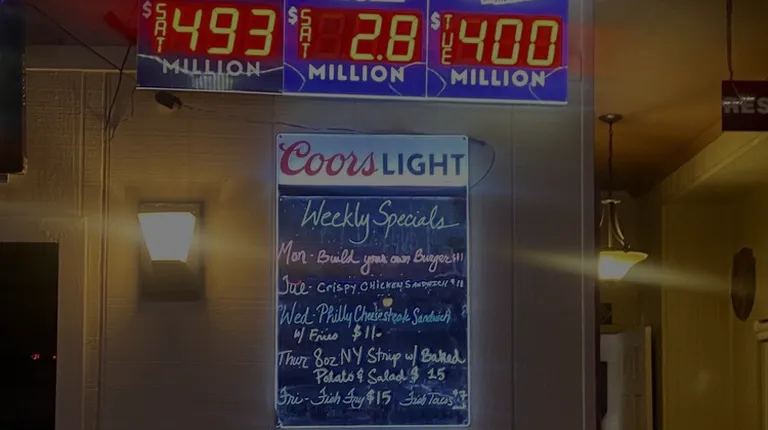 $ SAT 493 MILLION
$ SAT 2.8 MILLION
$ TUE 400 MILLION
RES
Coors LIGHT
Weekly Specials
Mon - Build your own Burger $11
Tue - CRISPY CHICKEN SANDWICH $
Wed - Philly Cheesesteak Sandwich
w/ Fries $11-
Thur 8oz NY Strip w/ Baked
Potato & Salad $ 15
Fri - Fish Fry $15 Fish Tacos $7